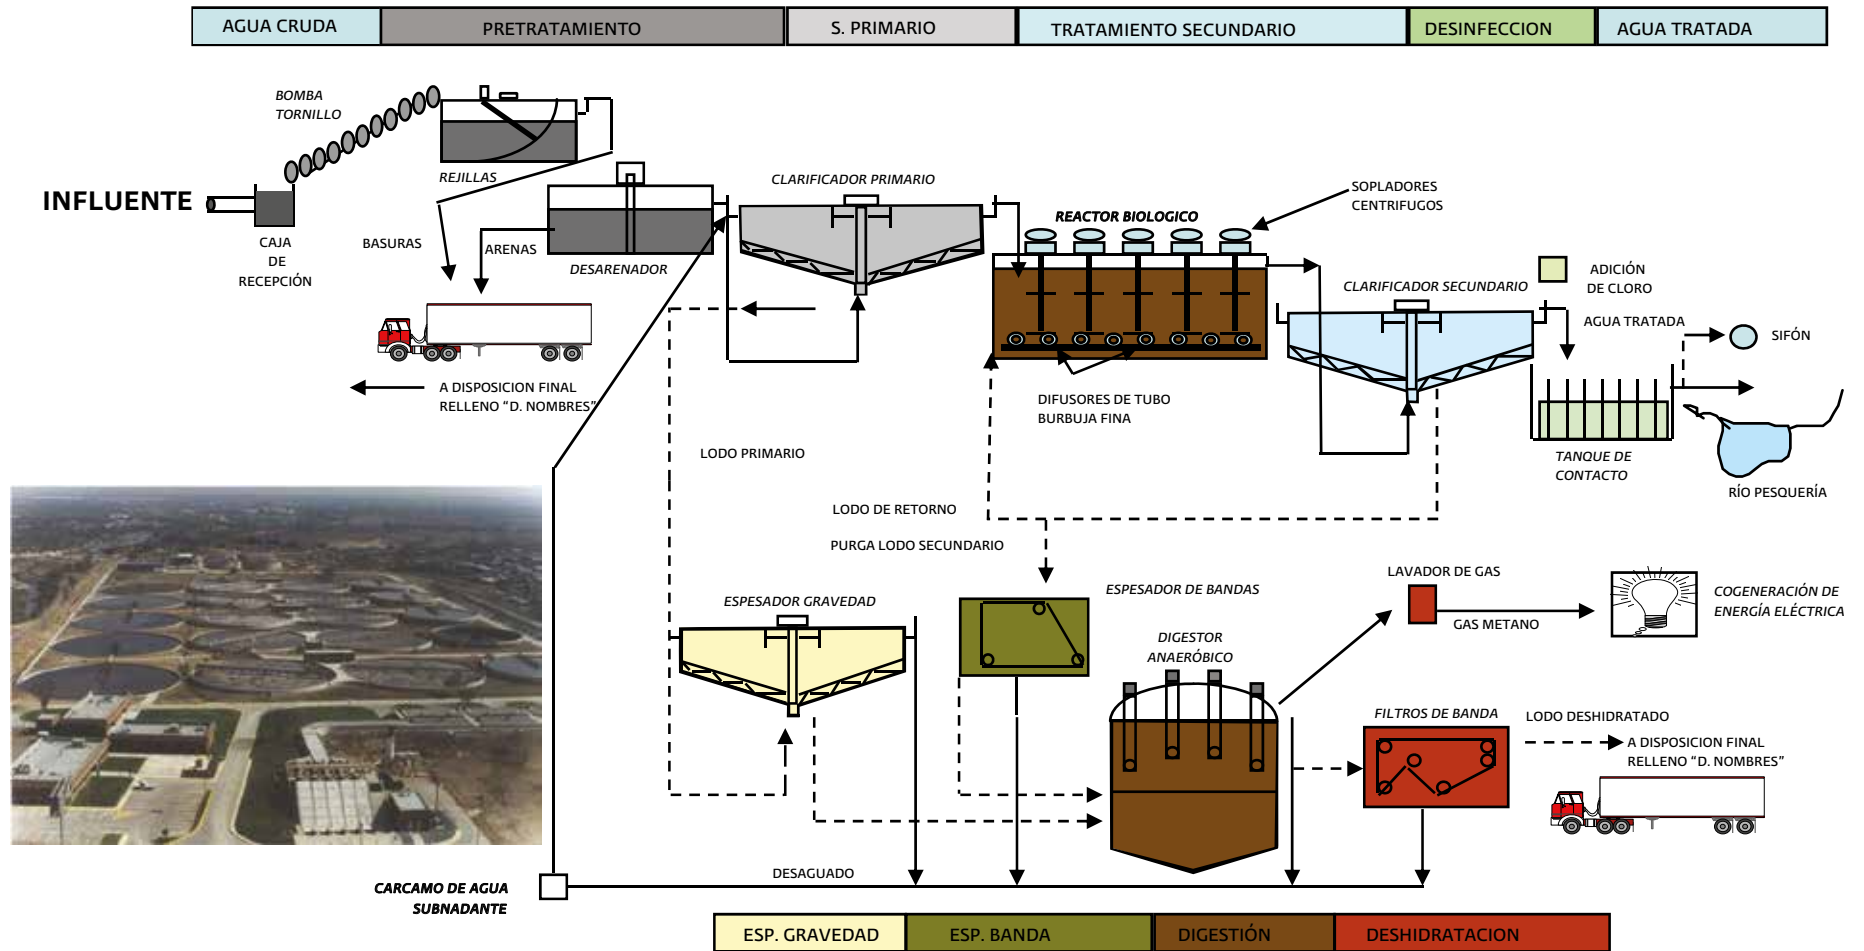 AGUA CRUDA
PRETRATAMIENTO
S. PRIMARIO
TRATAMIENTO SECUNDARIO
DESINFECCION
AGUA TRATADA
BOMBA
TORNILLO
REJILLAS
INFLUENTE
CAJA
DE
RECEPCIÓN
BASURAS
ARENAS
DESARENADOR
CLARIFICADOR PRIMARIO
REACTOR BIOLOGICO
SOPLADORES
CENTRIFUGOS
CLARIFICADOR SECUNDARIO
ADICIÓN
DE CLORO
AGUA TRATADA
SIFÓN
A DISPOSICION FINAL
RELLENO “D. NOMBRES”
DIFUSORES DE TUBO
BURBUJA FINA
TANQUE DE
CONTACTO
RÍO PESQUERÍA
LODO PRIMARIO
LODO DE RETORNO
PURGA LODO SECUNDARIO
ESPESADOR GRAVEDAD
ESPESADOR DE BANDAS
LAVADOR DE GAS
GAS METANO
COGENERACIÓN DE
ENERGÍA ELÉCTRICA
DIGESTOR
ANAERÓBICO
FILTROS DE BANDA
LODO DESHIDRATADO
A DISPOSICION FINAL
RELLENO “D. NOMBRES”
DESAGUADO
CARCAMO DE AGUA
SUBNADANTE
ESP. GRAVEDAD
ESP. BANDA
DIGESTIÓN
DESHIDRATACION